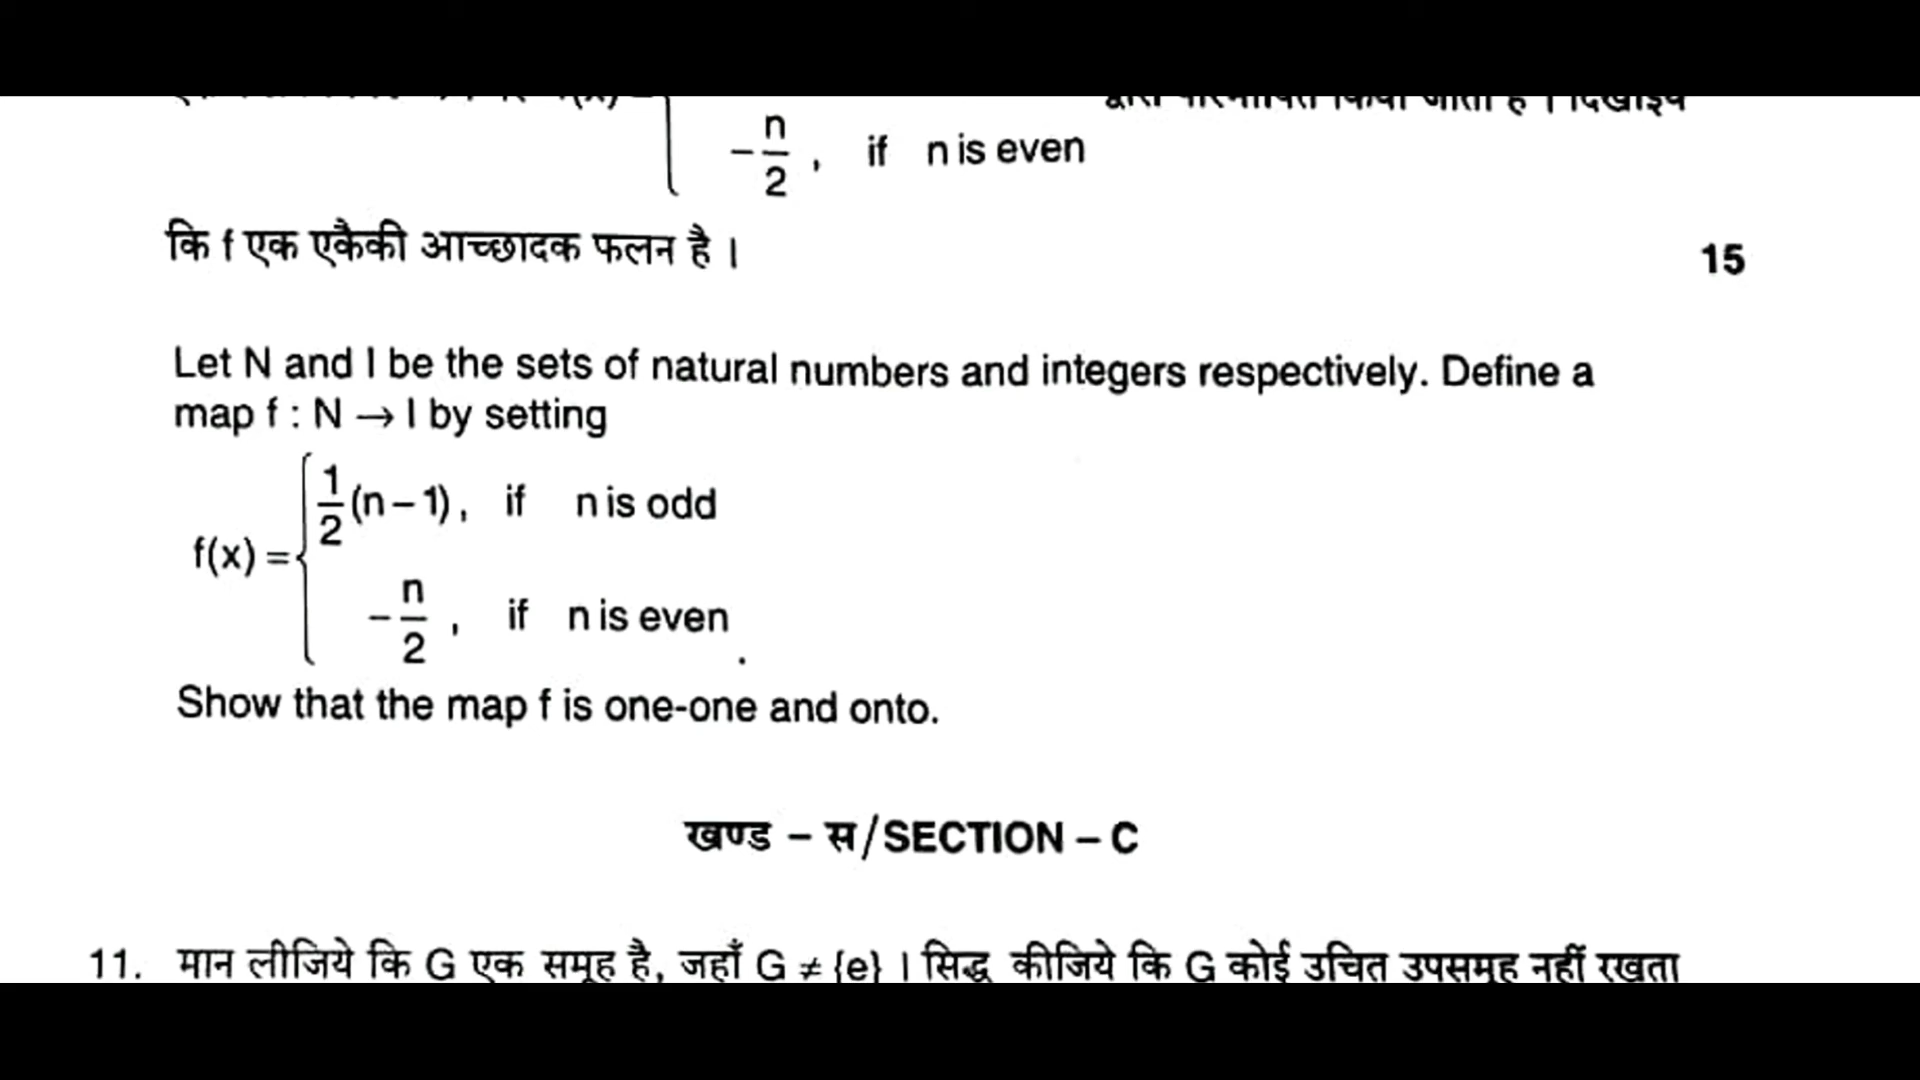 n
− — , if n is even
2
कि f एक एकैकी आच्छादक फलन है ।
15
Let N and I be the sets of natural numbers and integers respectively. Define a
map f : N → I by setting
f(x) = { 1/2 (n − 1), if n is odd
− n/2 , if n is even .
Show that the map f is one-one and onto.
खण्ड – स/SECTION – C
11. मान लीजिये कि G एक समूह है, जहाँ G ≠ {e} । सिद्ध कीजिये कि G कोई उचित उपसमूह नहीं रखता